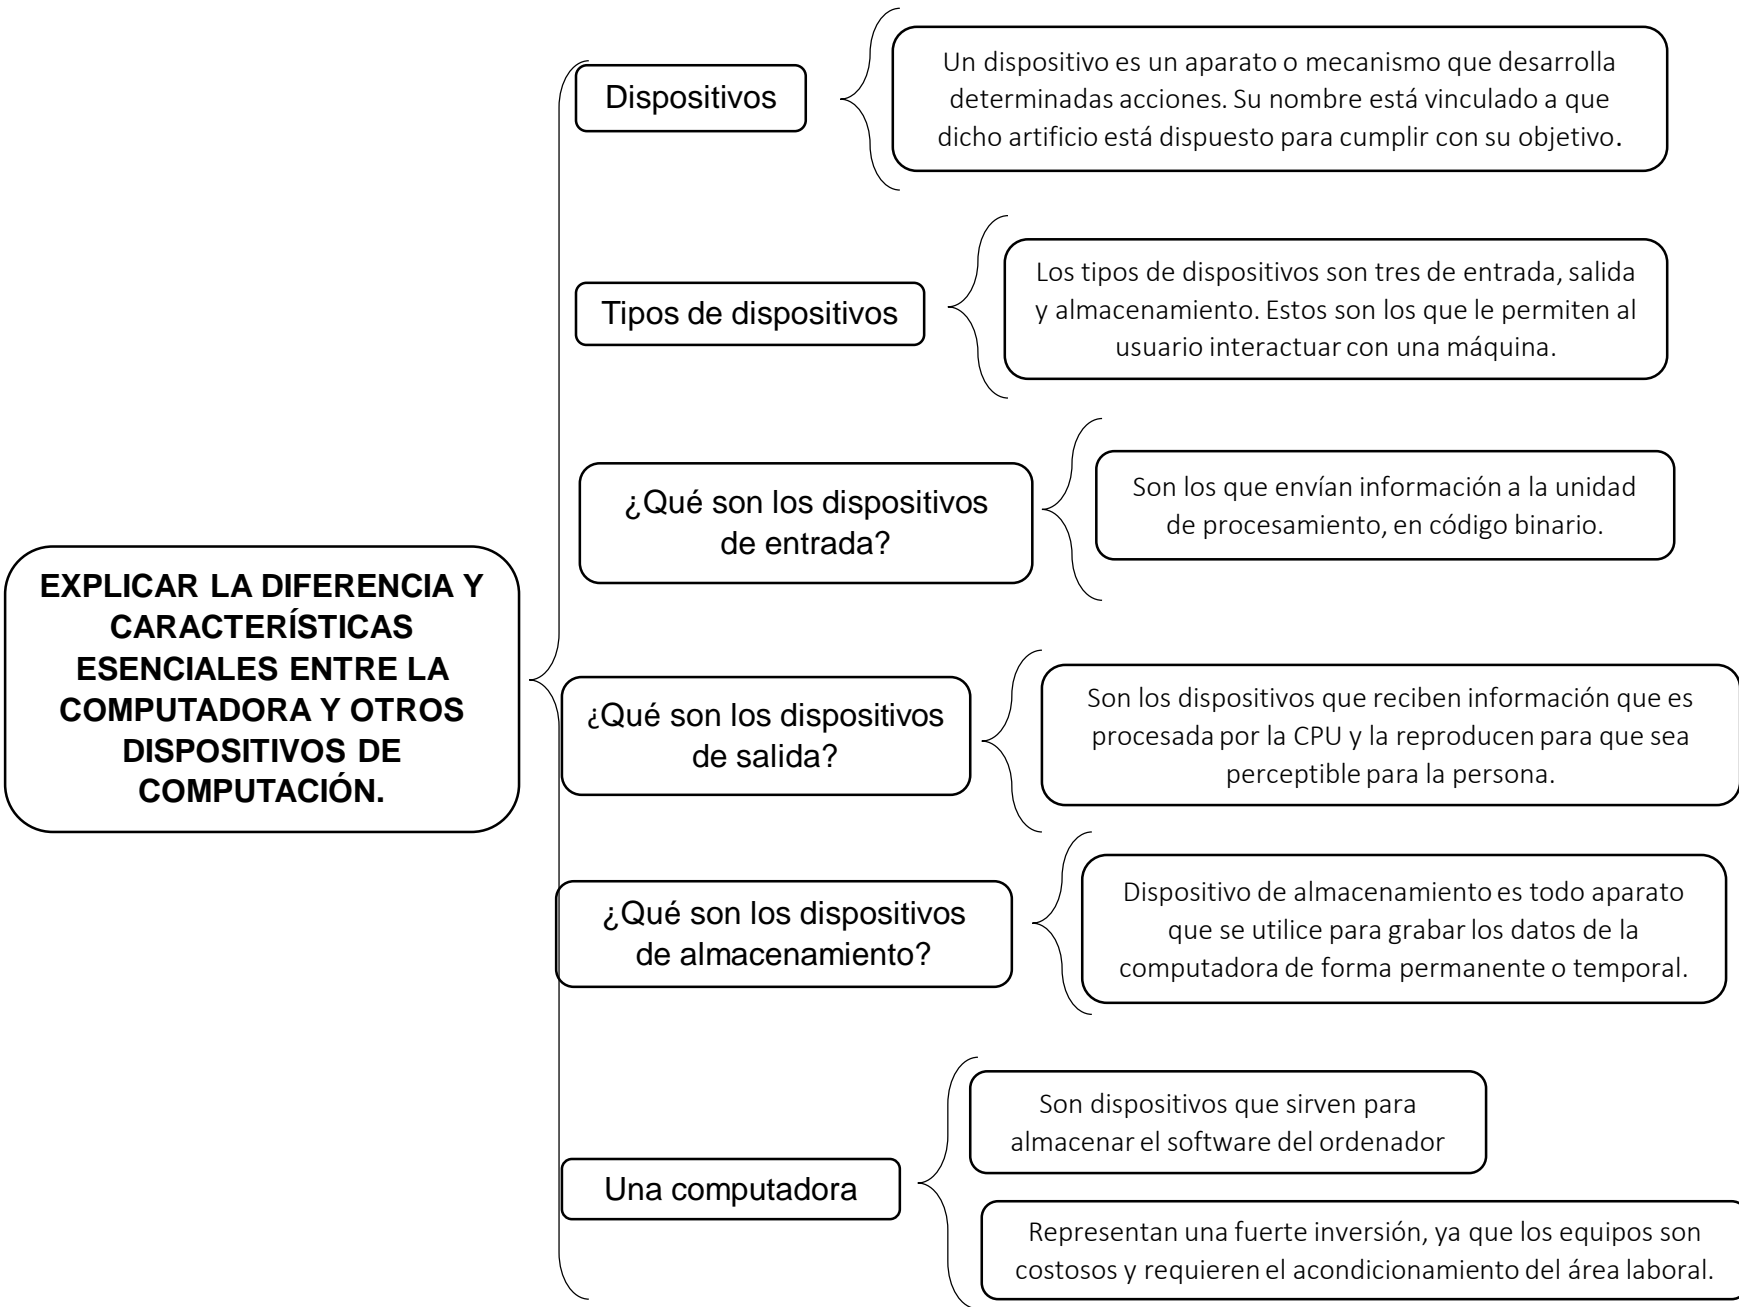 Dispositivos
Un dispositivo es un aparato o mecanismo que desarrolla
determinadas acciones. Su nombre está vinculado a que
dicho artificio está dispuesto para cumplir con su objetivo.
Tipos de dispositivos
Los tipos de dispositivos son tres de entrada, salida
y almacenamiento. Estos son los que le permiten al
usuario interactuar con una máquina.
¿Qué son los dispositivos
de entrada?
Son los que envían información a la unidad
de procesamiento, en código binario.
EXPLICAR LA DIFERENCIA Y
CARACTERÍSTICAS
ESENCIALES ENTRE LA
COMPUTADORA Y OTROS
DISPOSITIVOS DE
COMPUTACIÓN.
¿Qué son los dispositivos
de salida?
Son los dispositivos que reciben información que es
procesada por la CPU y la reproducen para que sea
perceptible para la persona.
¿Qué son los dispositivos
de almacenamiento?
Dispositivo de almacenamiento es todo aparato
que se utilice para grabar los datos de la
computadora de forma permanente o temporal.
Una computadora
Son dispositivos que sirven para
almacenar el software del ordenador
Representan una fuerte inversión, ya que los equipos son
costosos y requieren el acondicionamiento del área laboral.